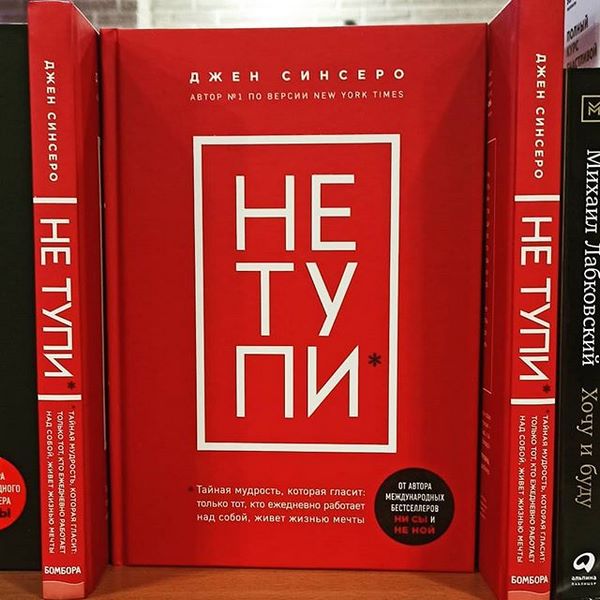 ДЖЕН СИНСЕРО
НЕ ТУПИ*
*ТАЙНАЯ МУДРОСТЬ, КОТОРАЯ ГЛАСИТ:
ТОЛЬКО ТОТ, КТО ЕЖЕДНЕВНО РАБОТАЕТ
НАД СОБОЙ, ЖИВЕТ ЖИЗНЬЮ МЕЧТЫ
БОМБОРА
ДЖЕН СИНСЕРО
АВТОР №1 ПО ВЕРСИИ NEW YORK TIMES
НЕ
ТУ
ПИ*
*Тайная мудрость, которая гласит:
только тот, кто ежедневно работает
над собой, живет жизнью мечты
ОТ АВТОРА
МЕЖДУНАРОДНЫХ
БЕСТСЕЛЛЕРОВ
НИ СЫ И
НЕ НОЙ
ДЖЕН СИНСЕРО
НЕ ТУПИ*
*ТАЙНАЯ МУДРОСТЬ, КОТОРАЯ ГЛАСИТ:
ТОЛЬКО ТОТ, КТО ЕЖЕДНЕВНО РАБОТАЕТ
НАД СОБОЙ, ЖИВЕТ ЖИЗНЬЮ МЕЧТЫ
БОМБОРА
ПОЛНЫЙ
КУРС
Михаил Лабковский Хочу и буду
альпина
паблишер